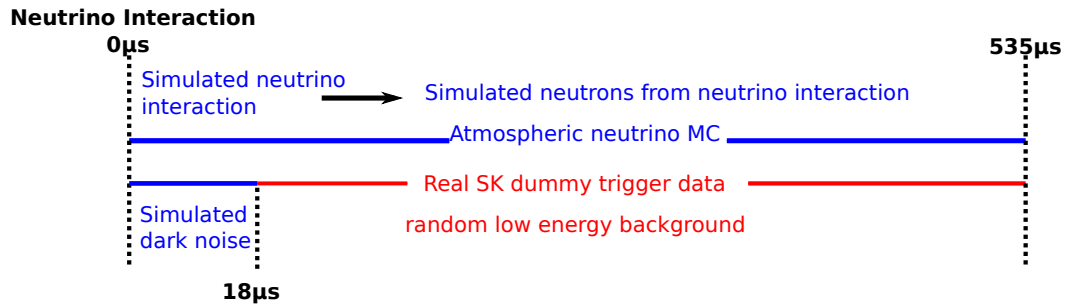 Neutrino Interaction
0μs
535μs
Simulated neutrino
interaction
Simulated neutrons from neutrino interaction
Atmospheric neutrino MC
Real SK dummy trigger data
random low energy background
Simulated
dark noise
18μs